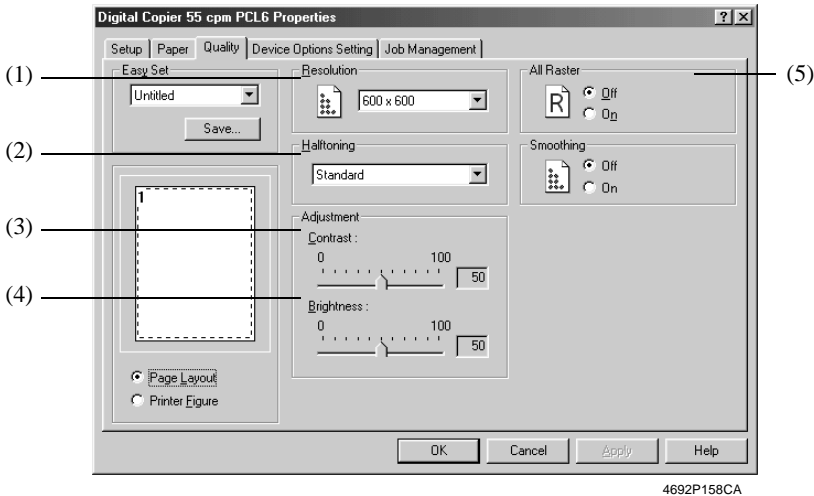 Digital Copier 55 cpm PCL6 Properties ? X
Setup Paper Quality Device Options Setting Job Management
(1)
Easy Set
Untitled
Save...
(2)
1
(3)
(4)
Page Layout
Printer Figure
Resolution
600 x 600
Halftoning
Standard
Adjustment
Contrast :
0 100
50
Brightness :
0 100
50
All Raster
R
Off
On
(5)
Smoothing
Off
On
OK Cancel Apply Help
4692P158CA